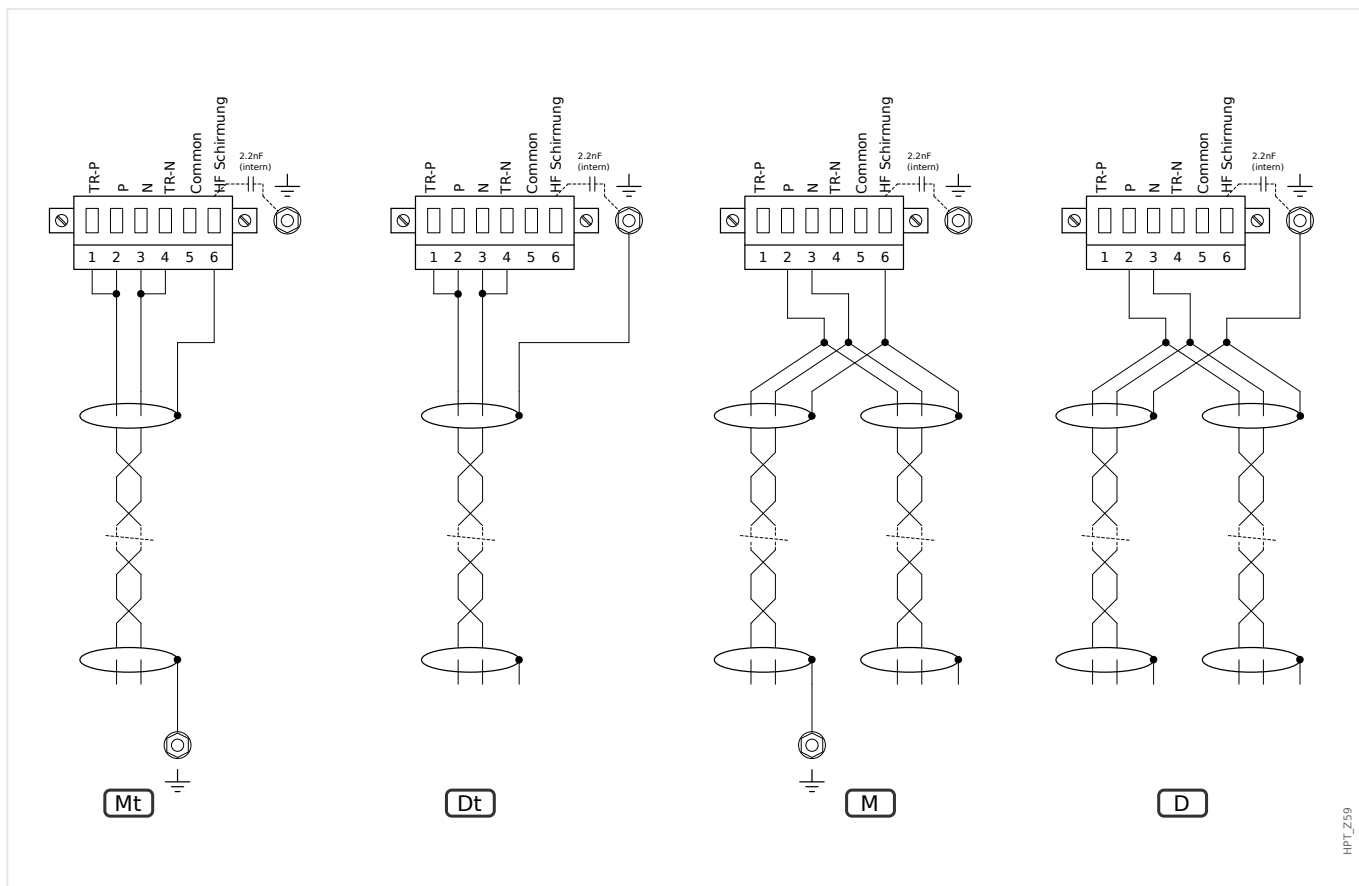 TR-P
P
N
TR-N
Common
HF Schirmung
2.2nF
(intern)
1 2 3 4 5 6
TR-P
P
N
TR-N
Common
HF Schirmung
2.2nF
(intern)
1 2 3 4 5 6
TR-P
P
N
TR-N
Common
HF Schirmung
2.2nF
(intern)
1 2 3 4 5 6
TR-P
P
N
TR-N
Common
HF Schirmung
2.2nF
(intern)
1 2 3 4 5 6
Mt
Dt
M
D
HPT_Z59